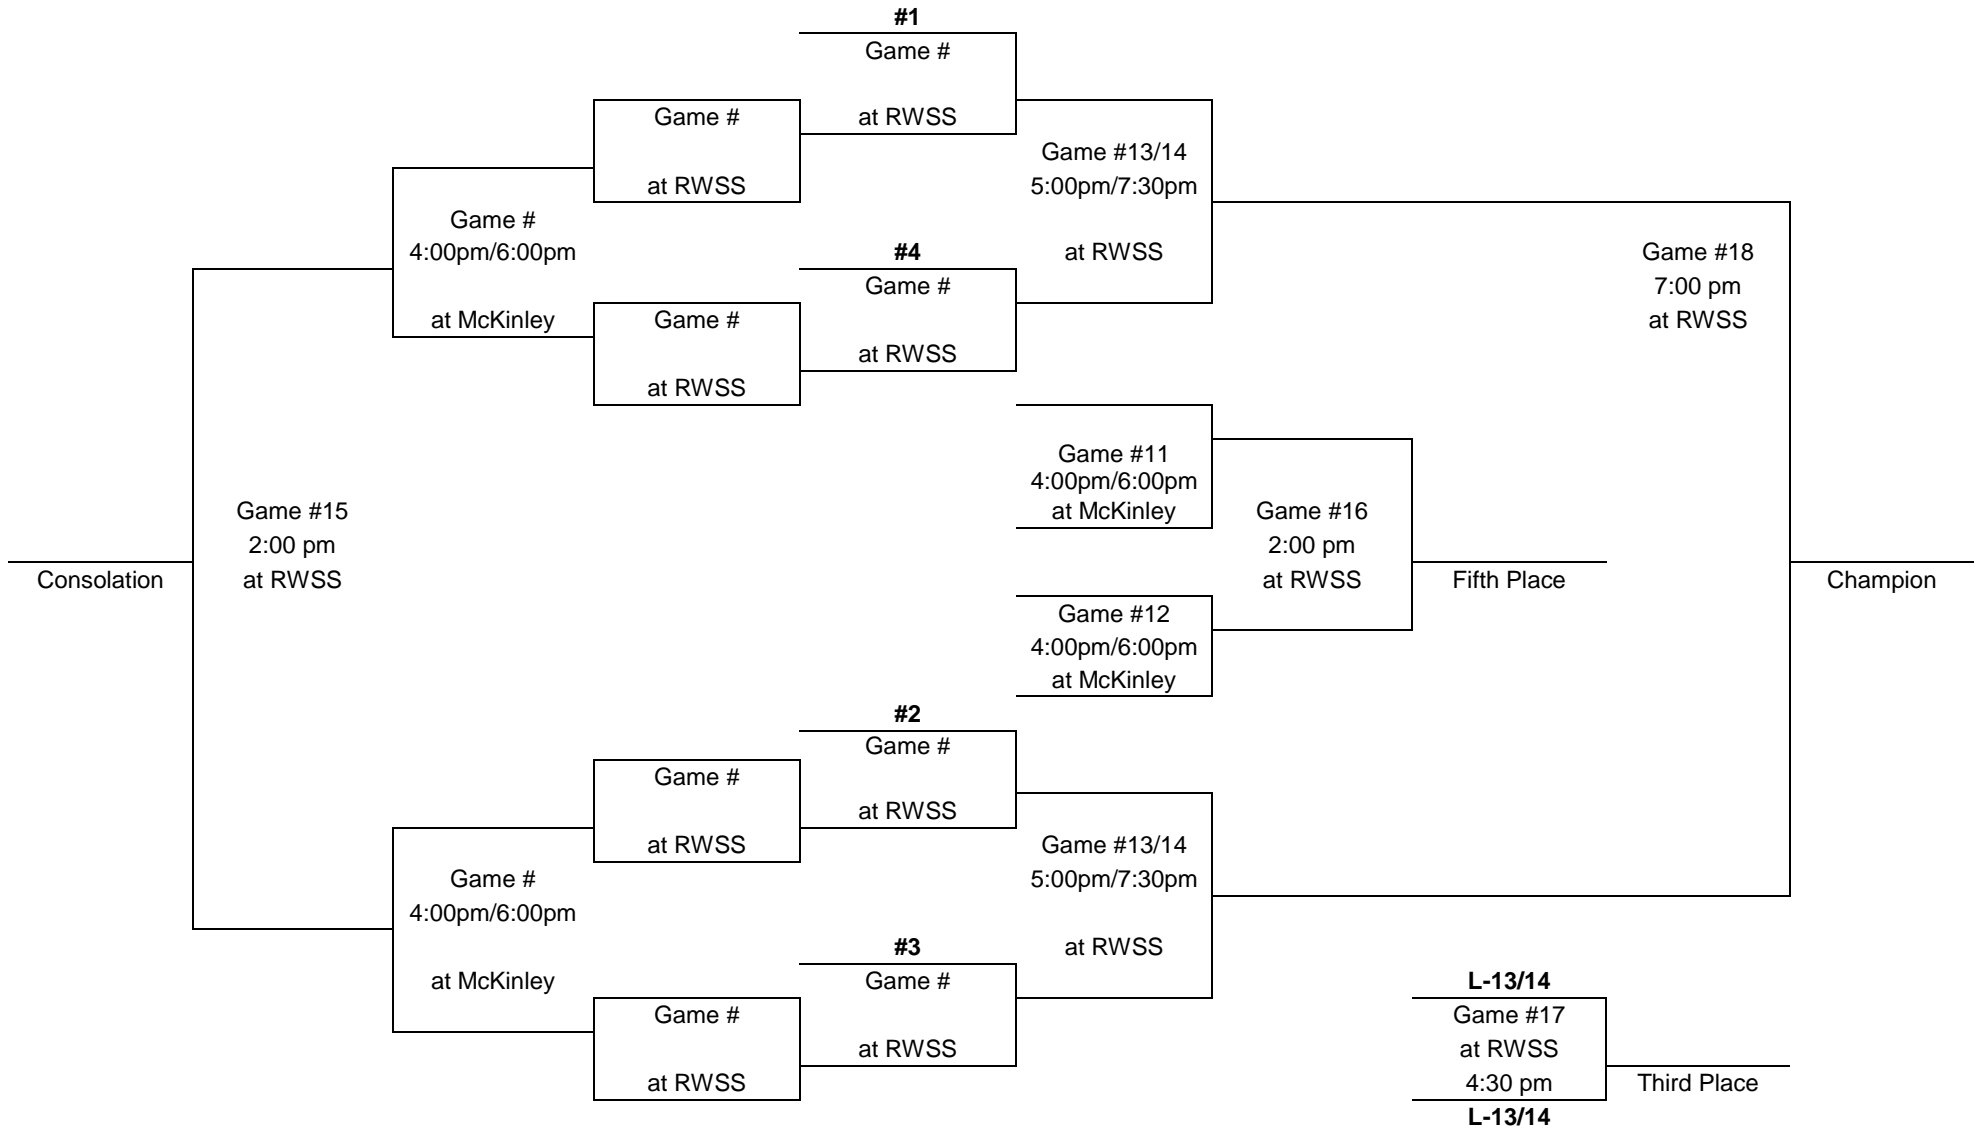 #1
Game #
at RWSS
Game #
at RWSS
Game #13/14
5:00pm/7:30pm
at RWSS
Game #
4:00pm/6:00pm
at McKinley
#4
Game #
at RWSS
Game #
at RWSS
Game #18
7:00 pm
at RWSS
Game #11
4:00pm/6:00pm
at McKinley
Game #15
2:00 pm
at RWSS
Consolation
Game #16
2:00 pm
at RWSS
Fifth Place
Champion
Game #12
4:00pm/6:00pm
at McKinley
#2
Game #
at RWSS
Game #
at RWSS
Game #13/14
5:00pm/7:30pm
at RWSS
Game #
4:00pm/6:00pm
at McKinley
#3
Game #
at RWSS
Game #
at RWSS
L-13/14
Game #17
at RWSS
4:30 pm
L-13/14
Third Place